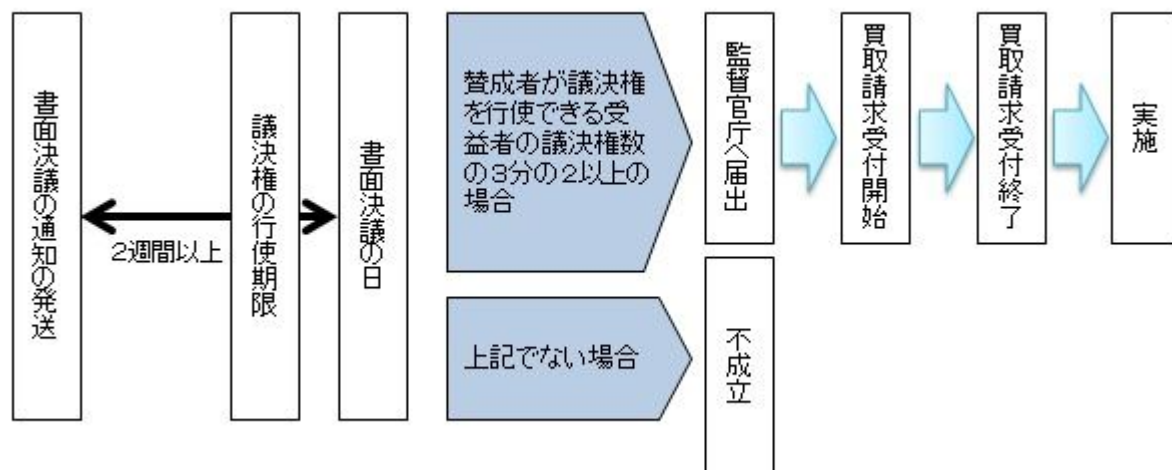 書面決議の通知の発送
2週間以上
議決権の行使期限
書面決議の日
賛成者が議決権
を行使できる受
益者の議決権数
の3分の2以上の
場合
監督官庁へ届出
買取請求受付開始
買取請求受付終了
実施
上記でない場合
不成立